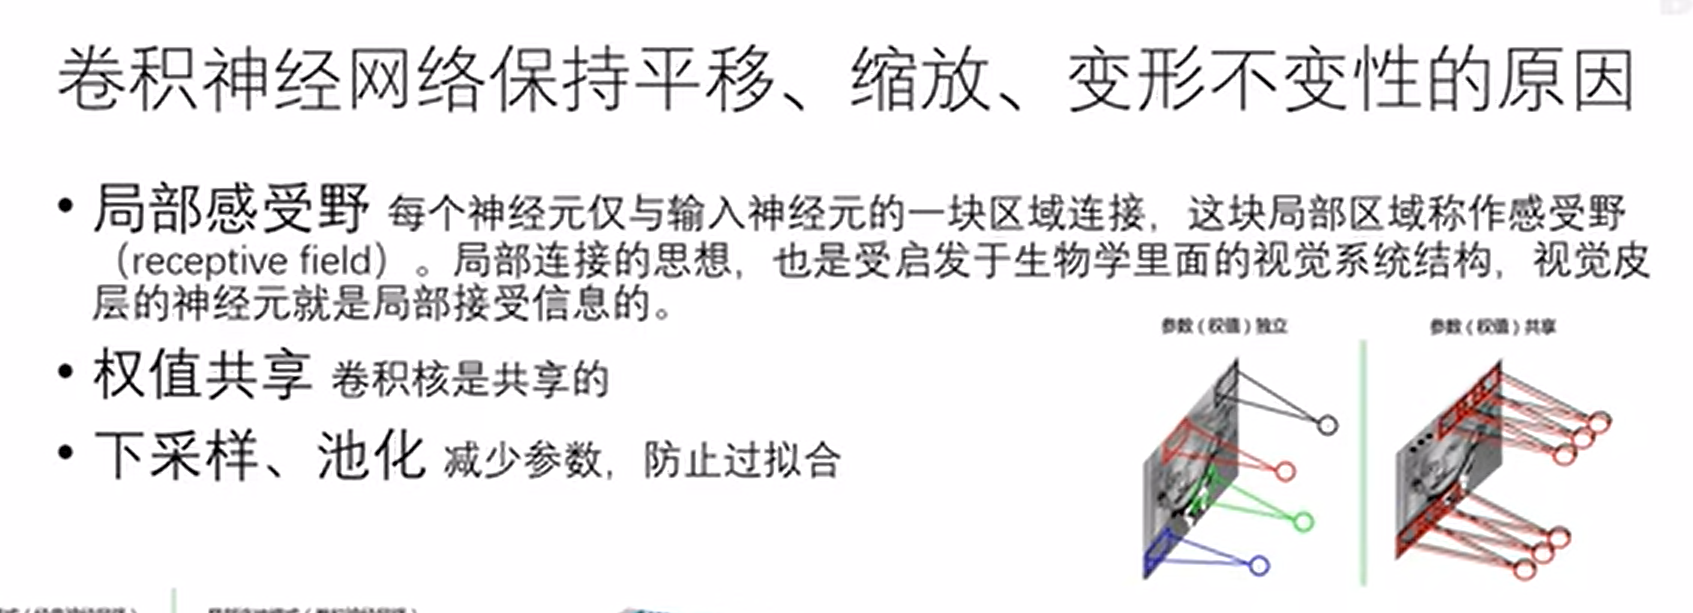 卷积神经网络保持平移、缩放、变形不变性的原因
• 局部感受野 每个神经元仅与输入神经元的一块区域连接，这块局部区域称作感受野
（receptive field）。局部连接的思想，也是受启发于生物学里面的视觉系统结构，视觉皮
层的神经元就是局部接受信息的。
参数（权值）独立
参数（权值）共享
• 权值共享 卷积核是共享的
• 下采样、池化 减少参数，防止过拟合